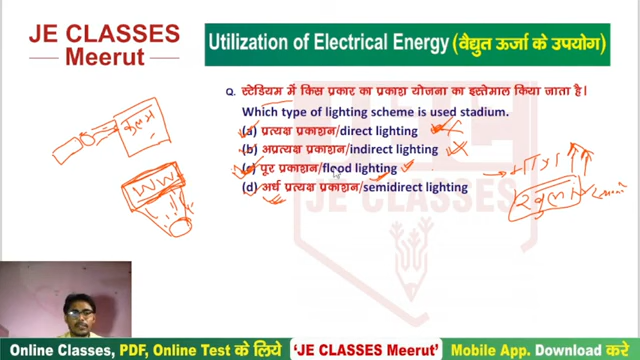 JE CLASSES
Meerut
Utilization of Electrical Energy (वैद्युत ऊर्जा के उपयोग)
Q. स्टेडियम में किस प्रकार का प्रकाश योजना का इस्तेमाल किया जाता है।
Which type of lighting scheme is used stadium.
(a) प्रत्यक्ष प्रकाशन/direct lighting
(b) अप्रत्यक्ष प्रकाशन/indirect lighting
(c) पूर प्रकाशन/flood lighting
(d) अर्ध प्रत्यक्ष प्रकाशन/semidirect lighting
JE CLASSES
Online Classes, PDF, Online Test के लिये 'JE CLASSES Meerut' Mobile App. Download करे